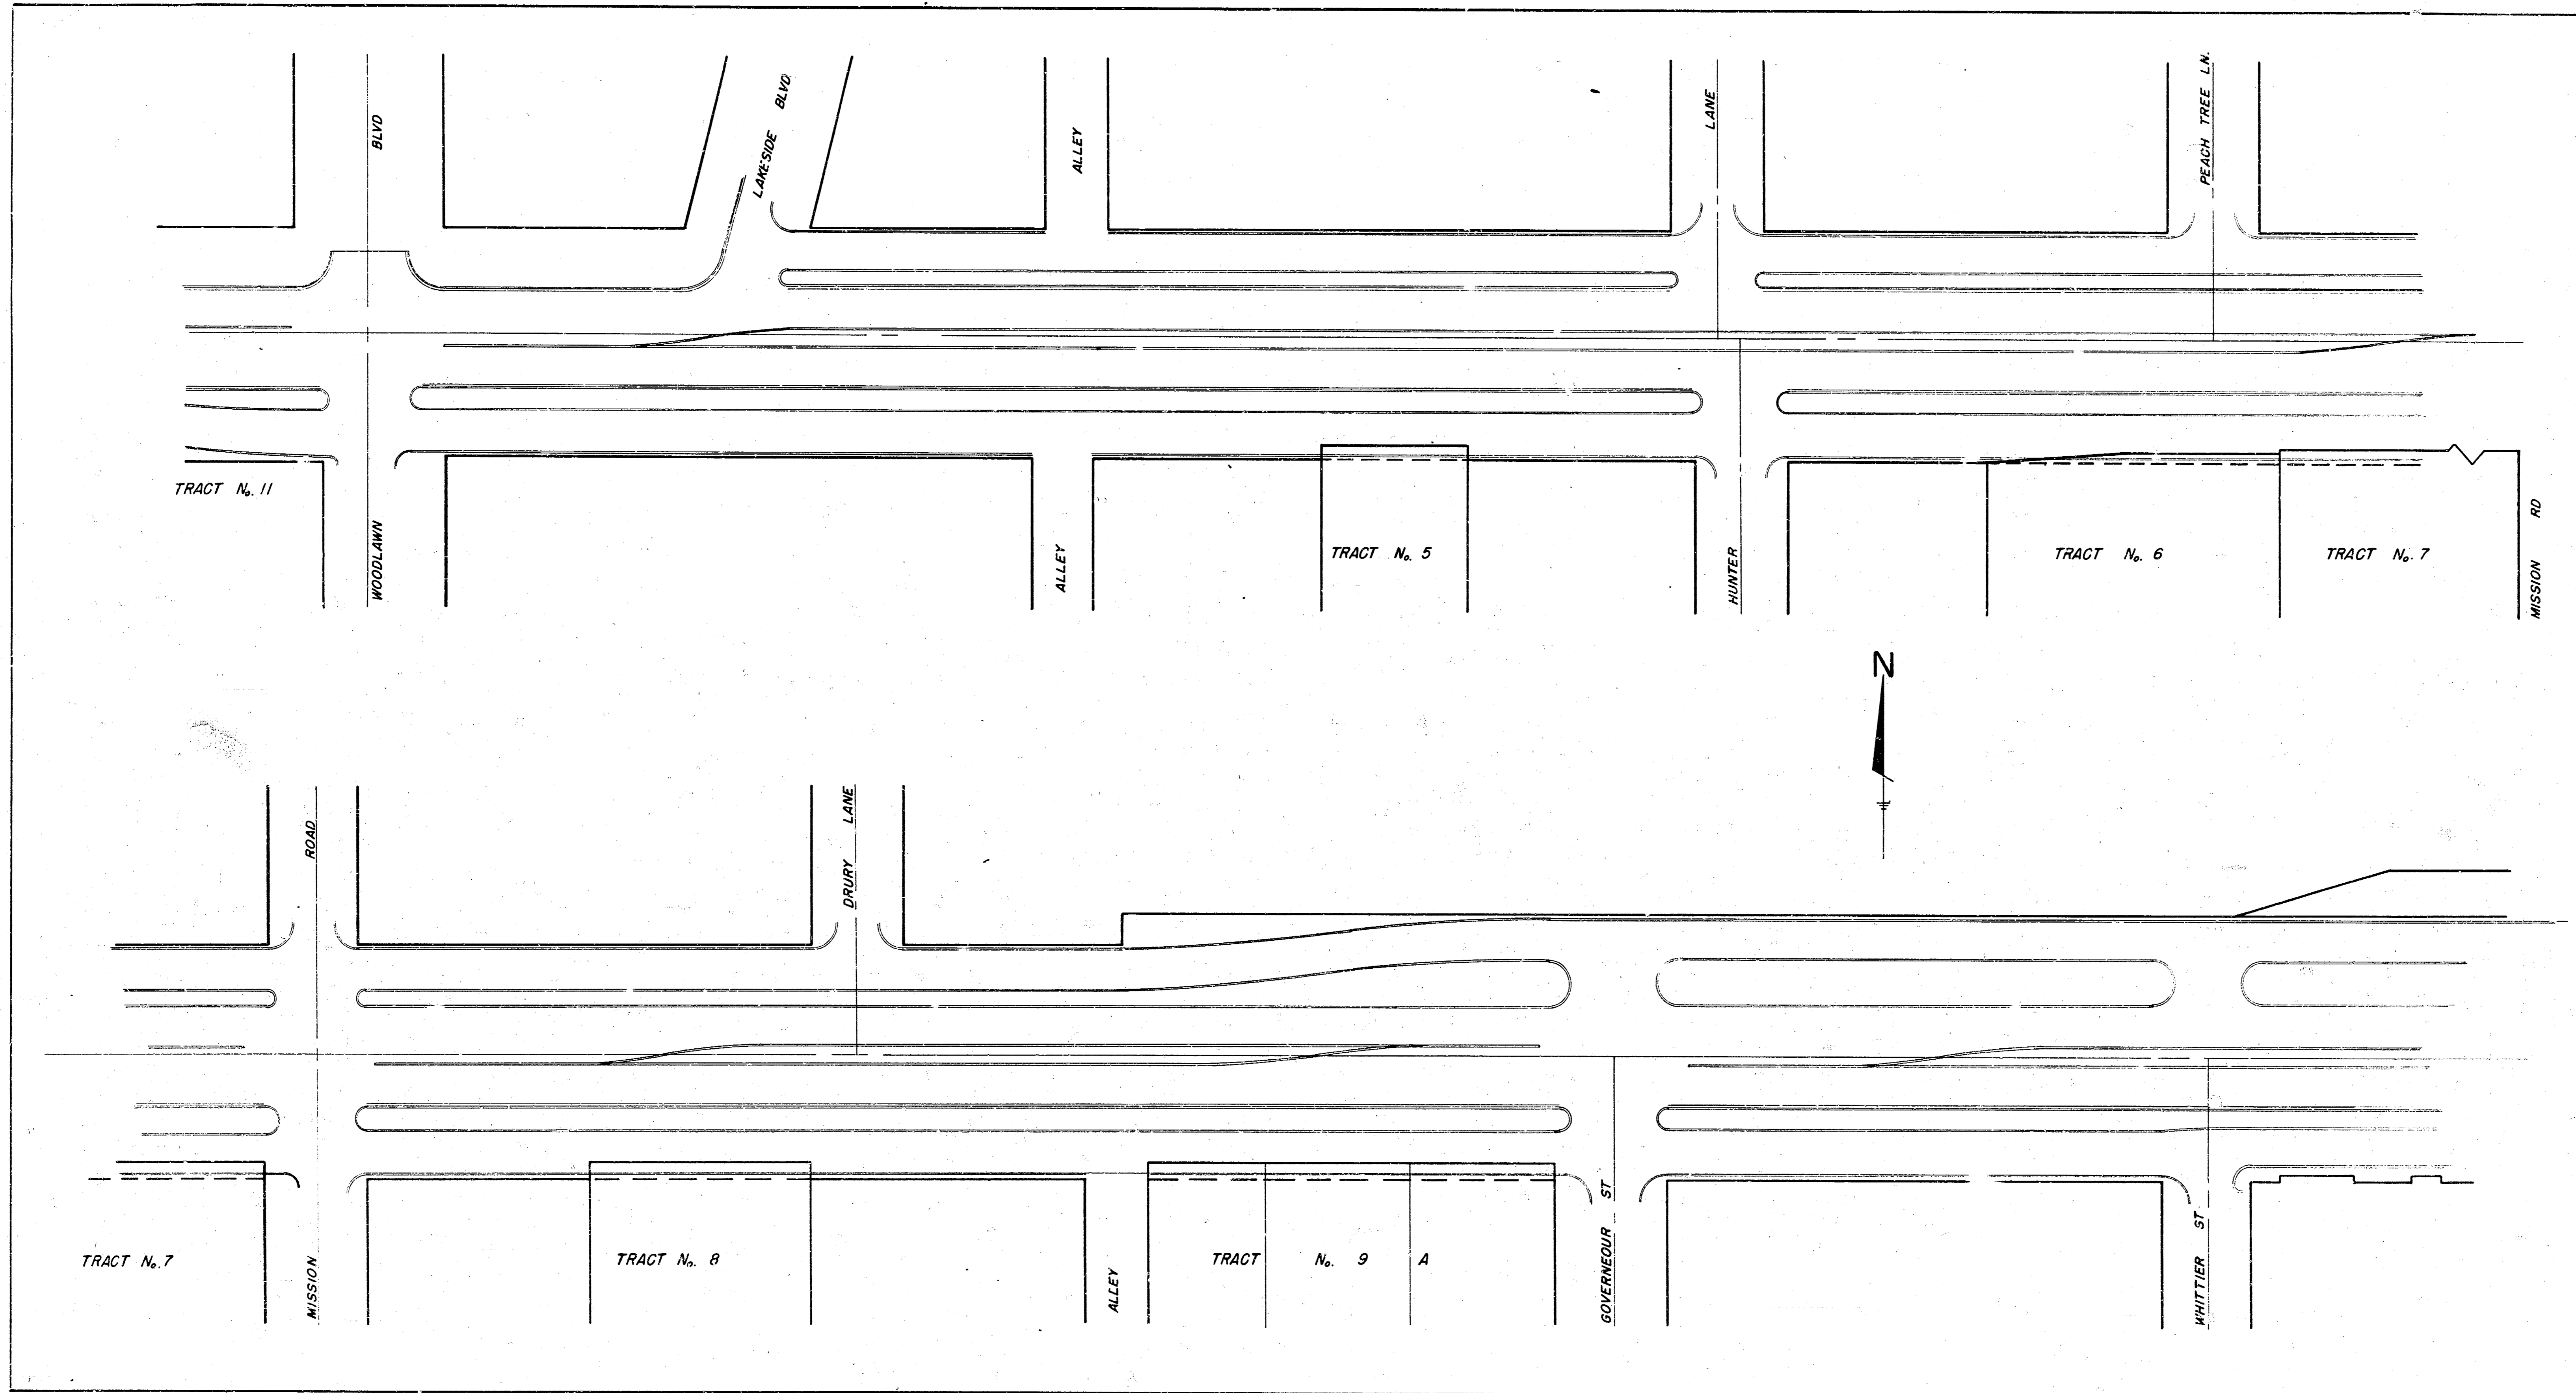 BLVD
LAKESIDE BLVD
ALLEY
LANE
PEACH TREE LN.
TRACT No. 11
WOODLAWN
ALLEY
TRACT No. 5
HUNTER
TRACT No. 6
TRACT No. 7
MISSION RD
N
ROAD
DRURY LANE
TRACT No. 7
MISSION
TRACT No. 8
ALLEY
TRACT No. 9 A
GOVERNEOUR ST
WHITTIER ST.